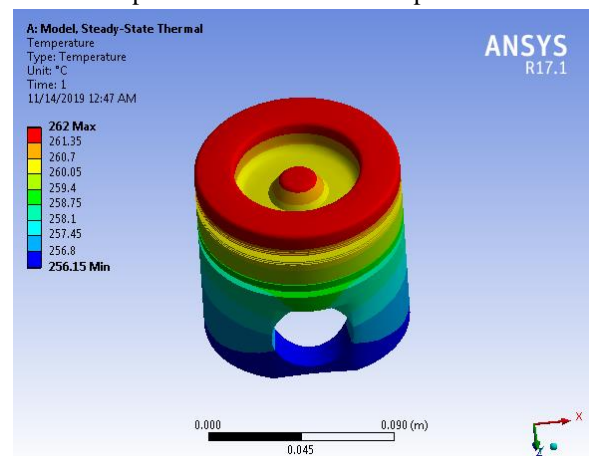 A: Model, Steady-State Thermal
Temperature
Type: Temperature
Unit: °C
Time: 1
11/14/2019 12:47 AM
262 Max
261.35
260.7
260.05
259.4
258.75
258.1
257.45
256.8
256.15 Min
ANSYS
R17.1
0.000
0.090 (m)
0.045
X
Z